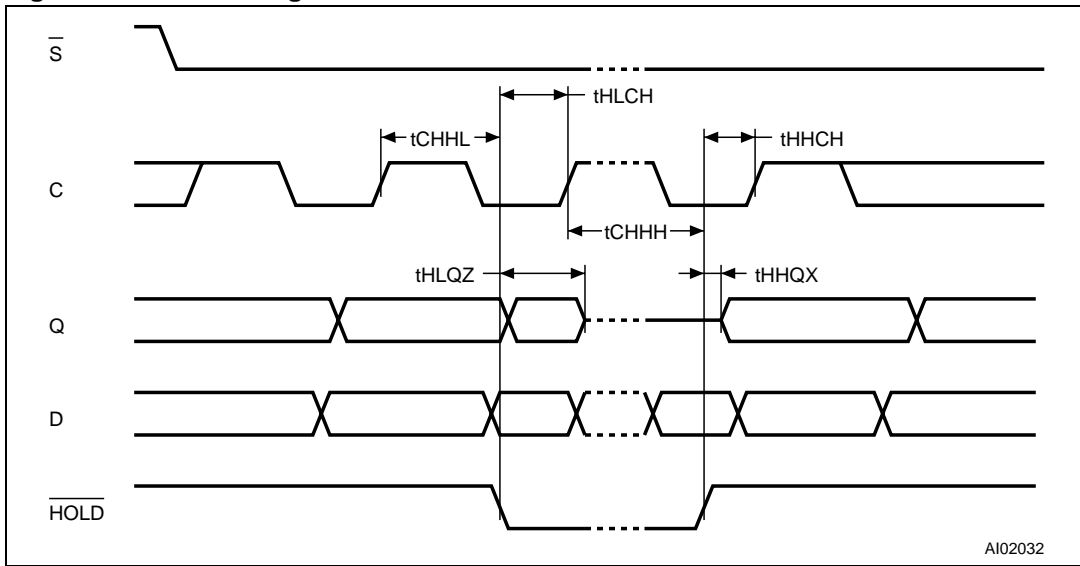 S
tHLCH
tCHHL
tHHCH
C
tCHHH
tHLQZ
tHHQX
Q
D
HOLD
AI02032